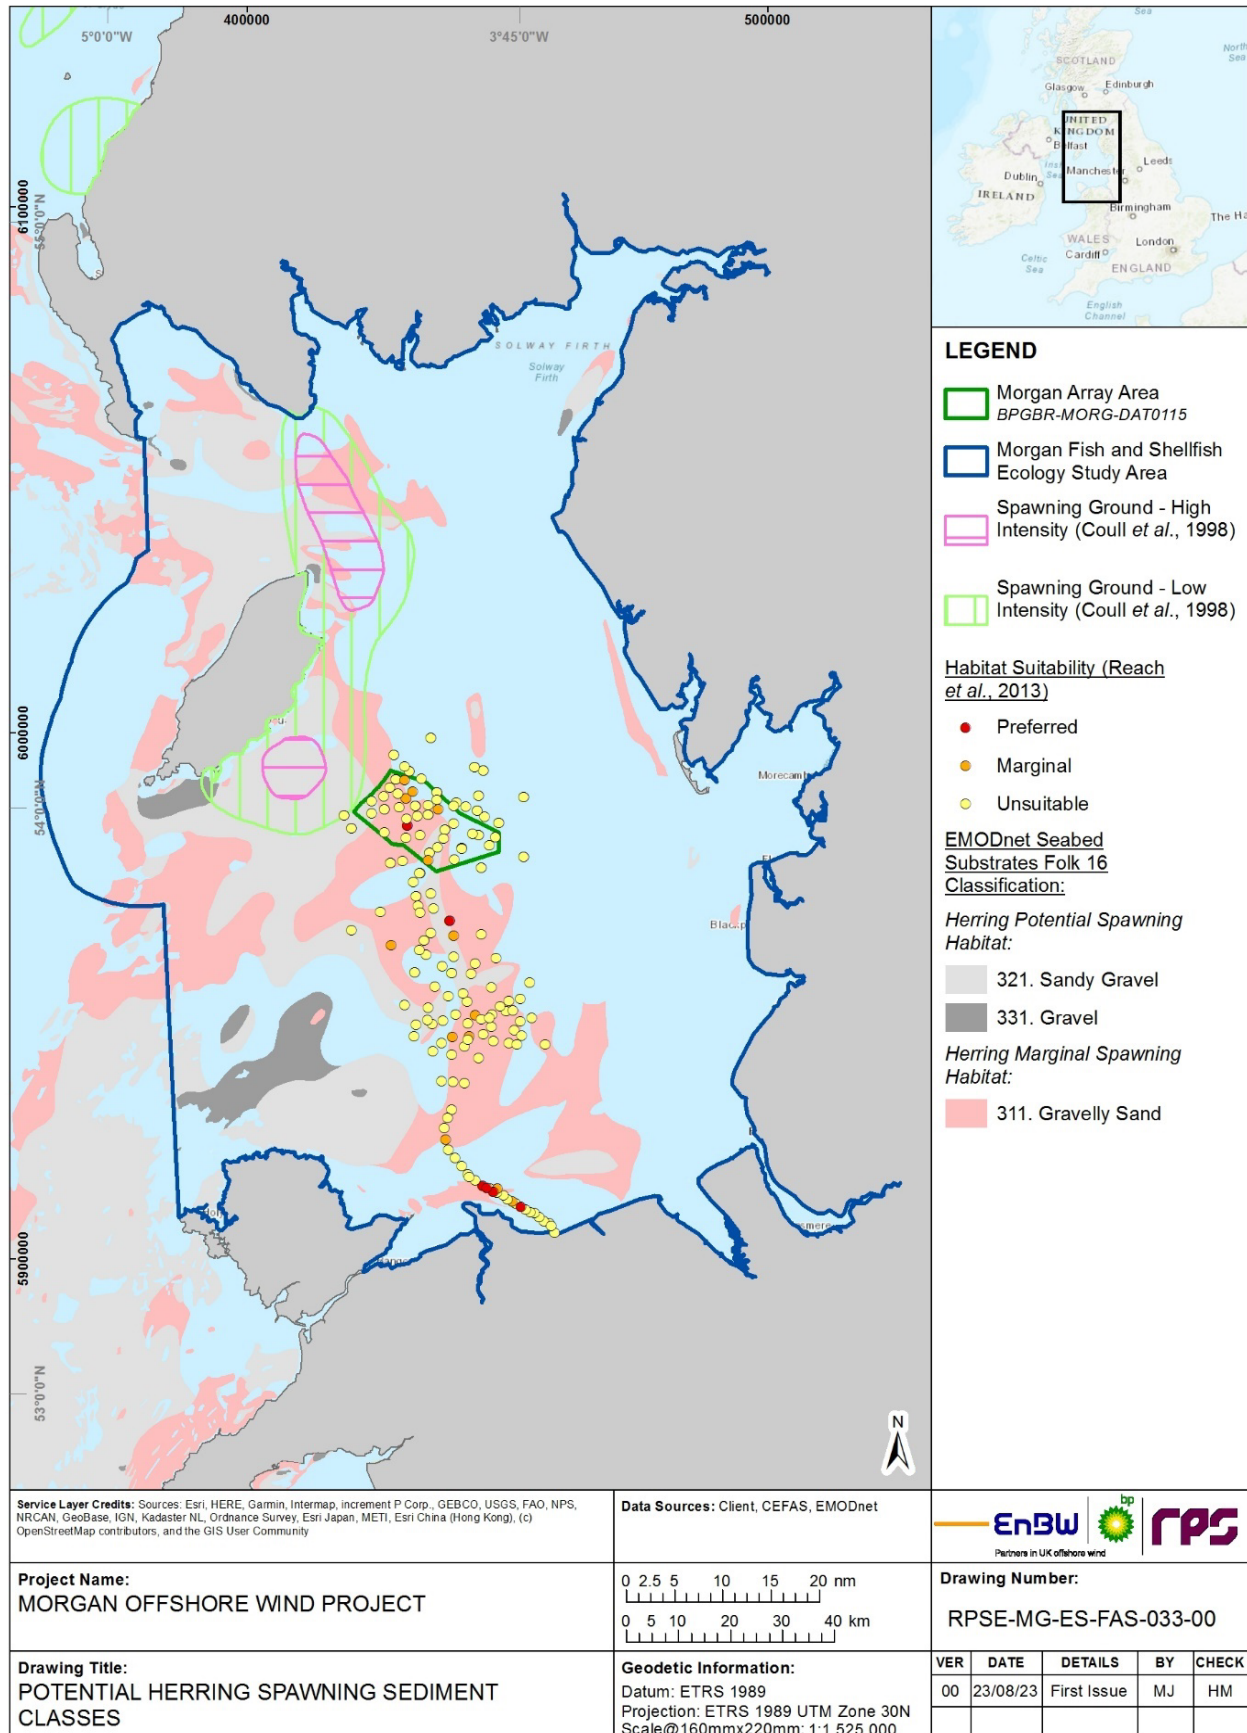 400000
500000
5°0'0"W
3°45'0"W
6100000
55°0'0"N
SOLWAY FIRTH
Solway
Firth
6000000
54°0'0"N
Morecamb
Blackp
5900000
53°0'0"N
smere
N
Sea
North
Sea
SCOTLAND
Glasgow
Edinburgh
UNITED
KINGDOM
Belfast
Irish
Sea
Leeds
Manchester
Dublin
IRELAND
Birmingham
The Ha
WALES
London
Cardiff
ENGLAND
Celtic
Sea
English
Channel
LEGEND
Morgan Array Area
BPGBR-MORG-DAT0115
Morgan Fish and Shellfish
Ecology Study Area
Spawning Ground - High
Intensity (Coull et al., 1998)
Spawning Ground - Low
Intensity (Coull et al., 1998)
Habitat Suitability (Reach
et al., 2013)
Preferred
Marginal
Unsuitable
EMODnet Seabed
Substrates Folk 16
Classification:
Herring Potential Spawning
Habitat:
321. Sandy Gravel
331. Gravel
Herring Marginal Spawning
Habitat:
311. Gravelly Sand
Service Layer Credits: Sources: Esri, HERE, Garmin, Intermap, increment P Corp., GEBCO, USGS, FAO, NPS,
NRCAN, GeoBase, IGN, Kadaster NL, Ordnance Survey, Esri Japan, METI, Esri China (Hong Kong), (c)
OpenStreetMap contributors, and the GIS User Community
Data Sources: Client, CEFAS, EMODnet
EnBW bp rps
Partners in UK offshore wind
Project Name:
MORGAN OFFSHORE WIND PROJECT
0 2.5 5 10 15 20 nm
0 5 10 20 30 40 km
Drawing Number:
RPSE-MG-ES-FAS-033-00
Drawing Title:
POTENTIAL HERRING SPAWNING SEDIMENT
CLASSES
Geodetic Information:
Datum: ETRS 1989
Projection: ETRS 1989 UTM Zone 30N
Scale@160mmx220mm: 1:1,525,000
VER DATE DETAILS BY CHECK
00 23/08/23 First Issue MJ HM